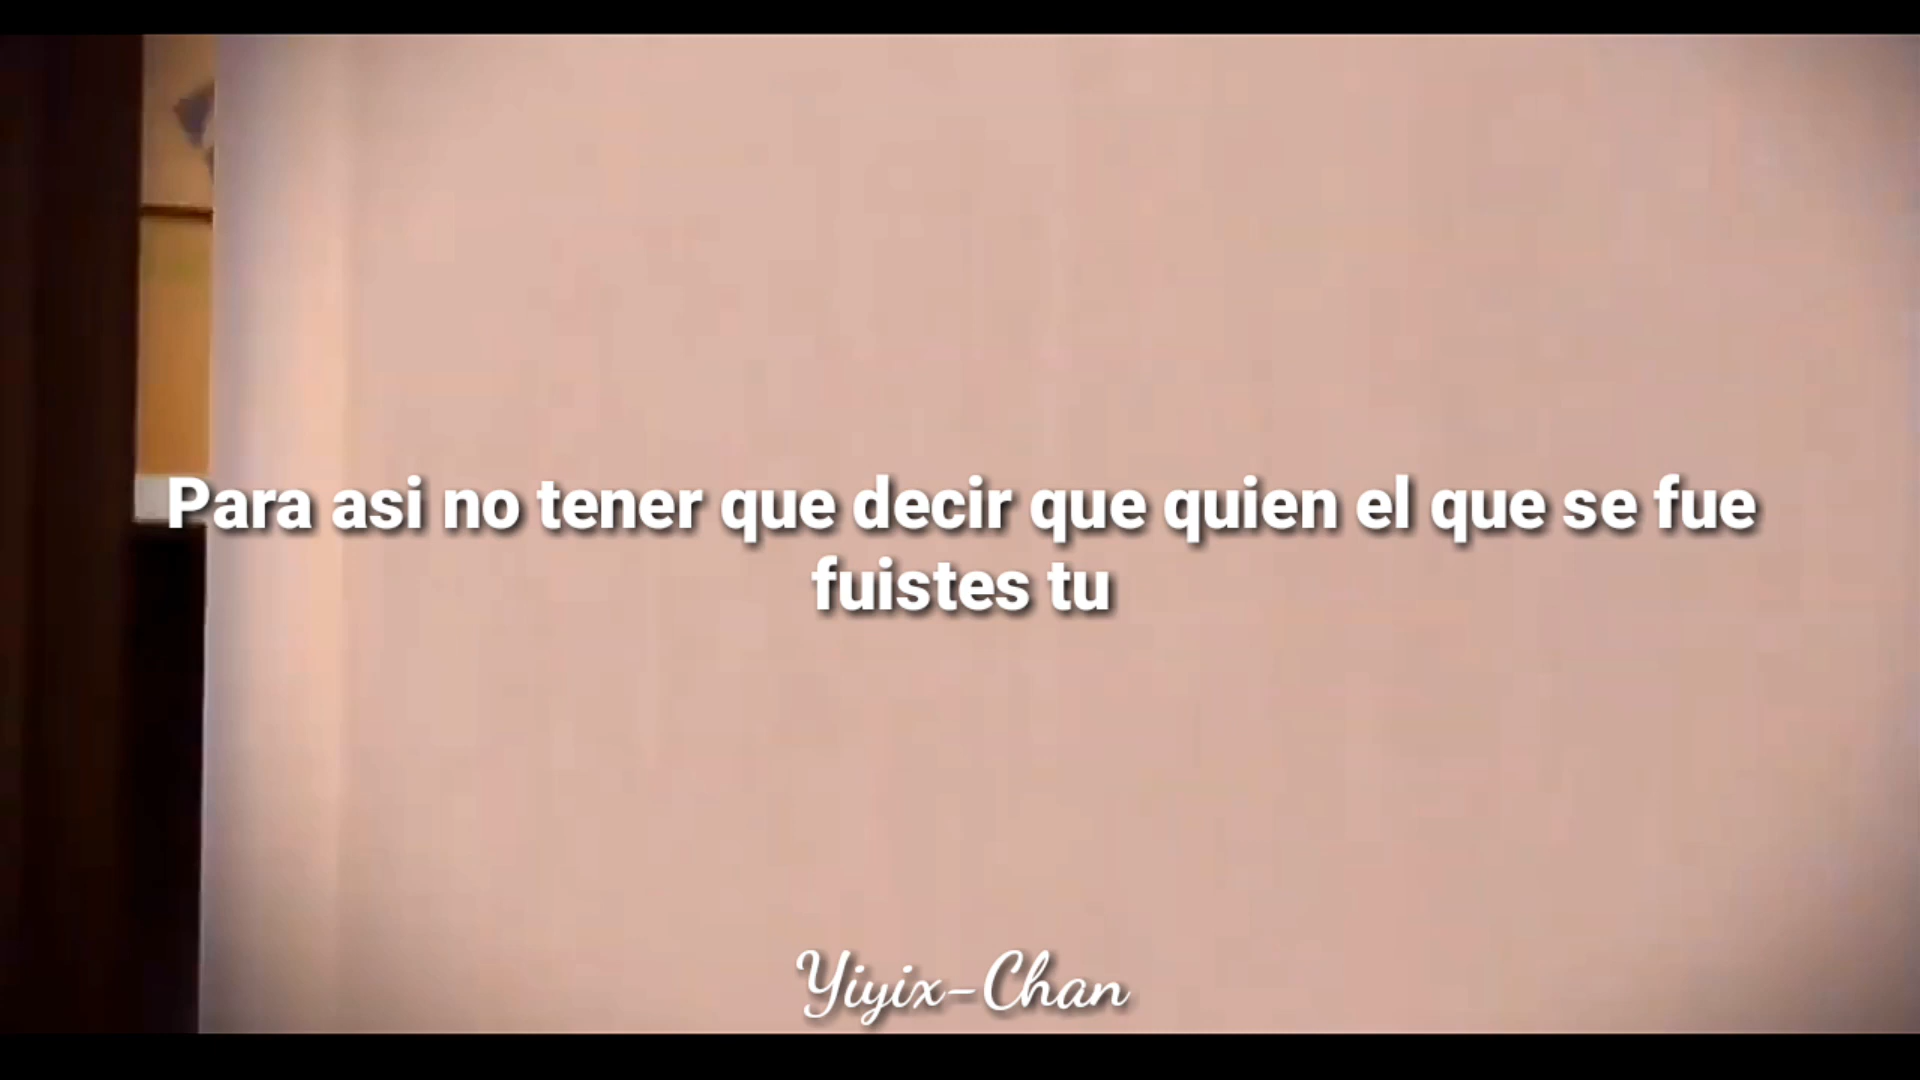 Para asi no tener que decir que quien el que se fue
fuistes tu
Yiyix-Chan